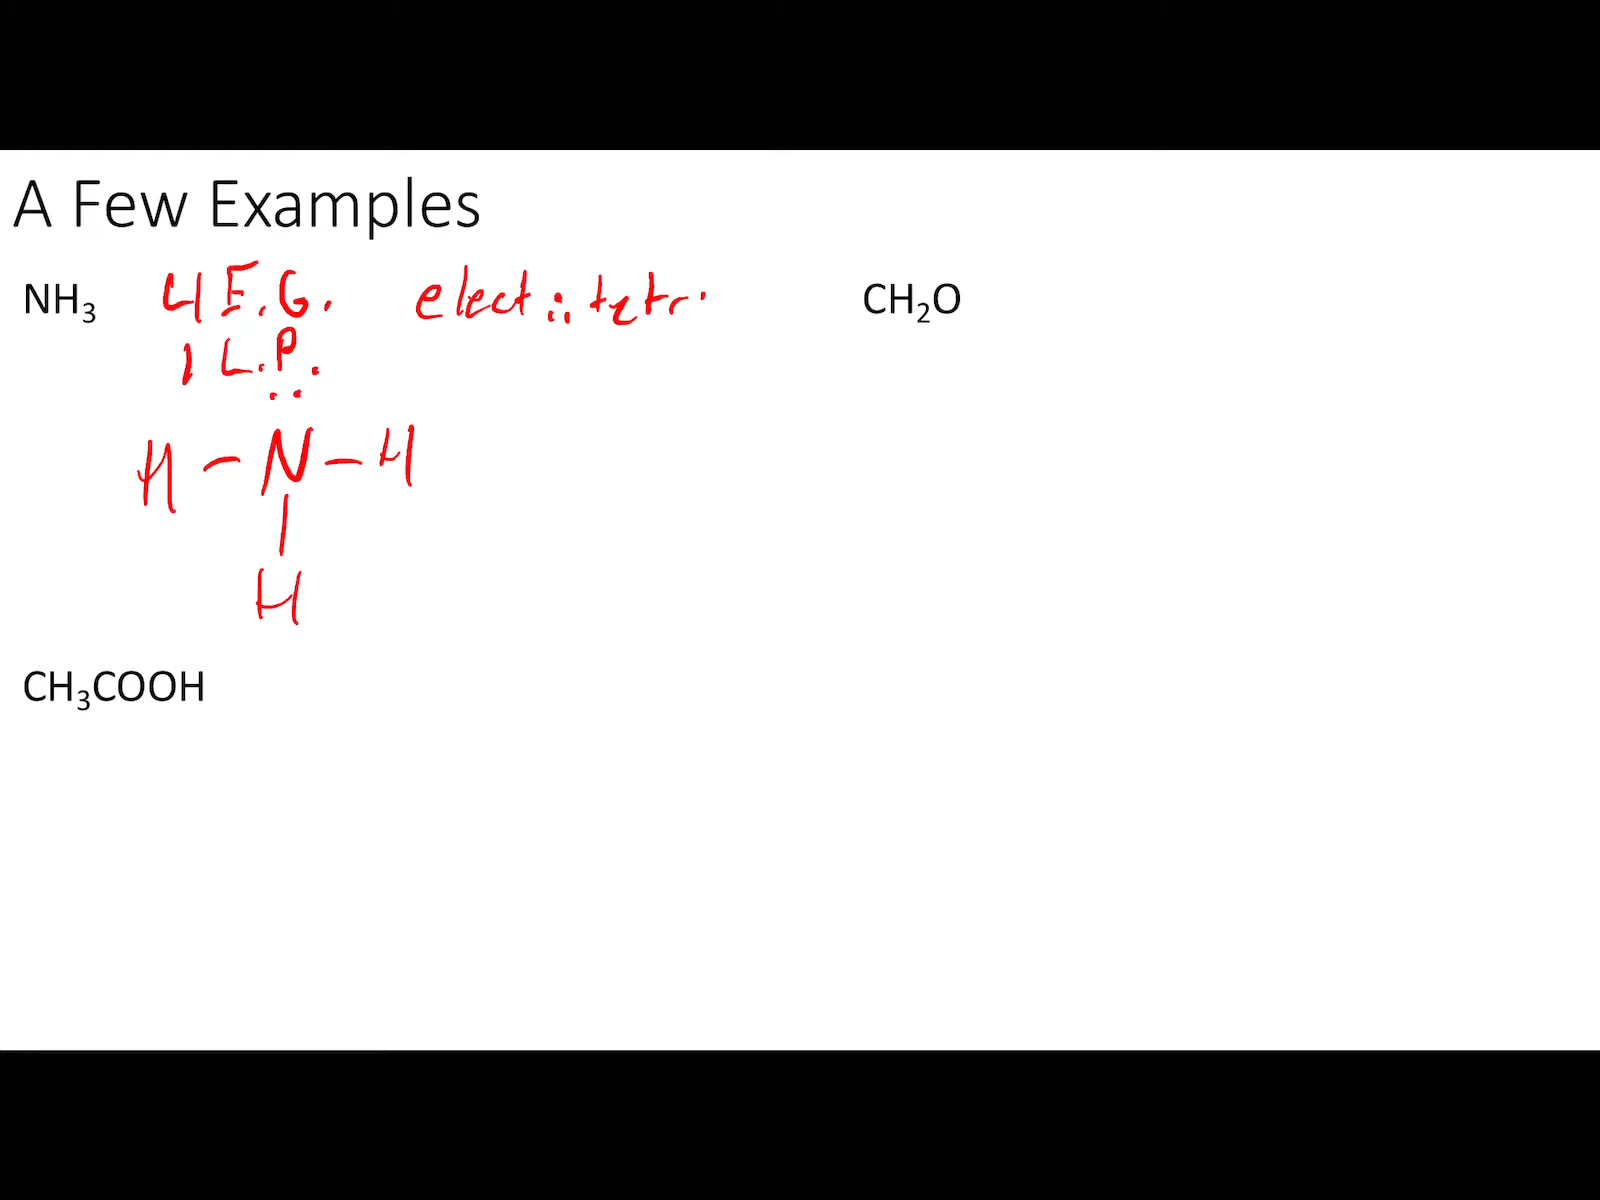 A Few Examples
NH₃ 4 E.G. elect :. tetr.
CH₂O
1 L.P.
H - N - H
H
CH₃COOH